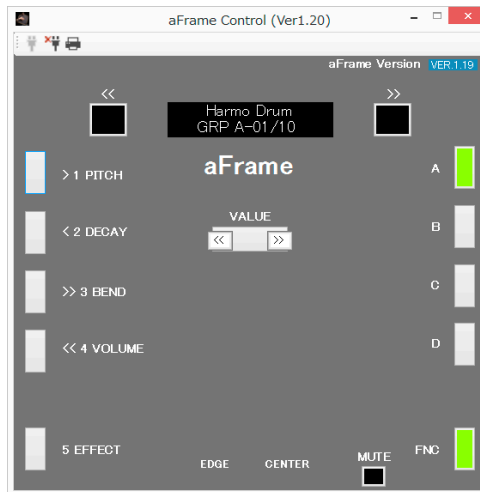 aFrame Control (Ver1.20)
aFrame Version VER.1.19
<< >>
Harmo Drum
GRP A-01/10
aFrame
> 1 PITCH
A
VALUE
< 2 DECAY
B
<< >>
>> 3 BEND
C
<< 4 VOLUME
D
5 EFFECT
EDGE CENTER MUTE FNC